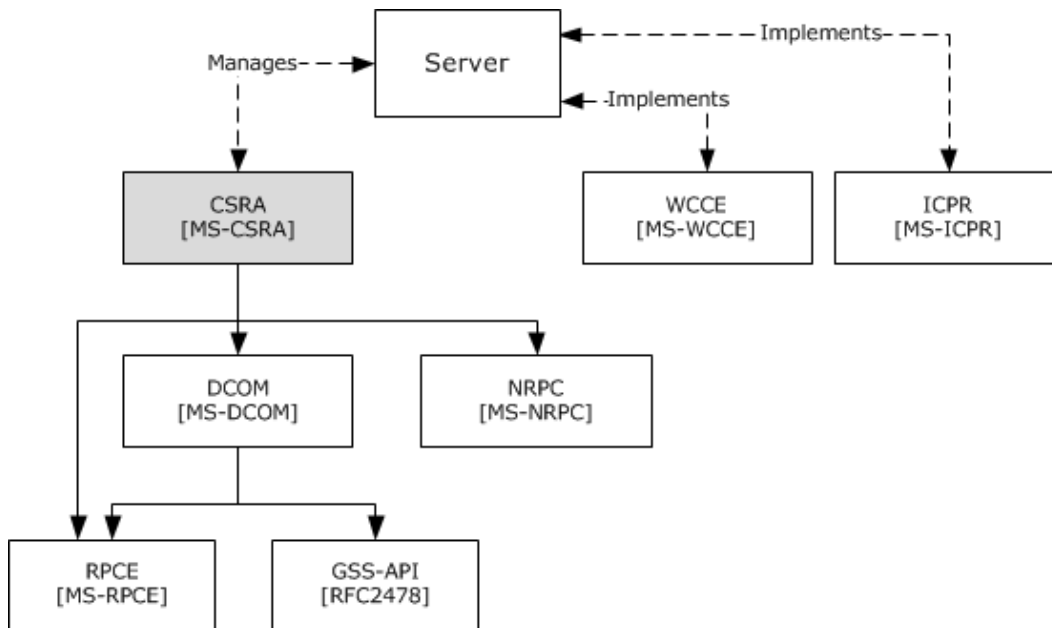 Server
Implements
Manages
Implements
CSRA
[MS-CSRA]
WCCE
[MS-WCCE]
ICPR
[MS-ICPR]
DCOM
[MS-DCOM]
NRPC
[MS-NRPC]
RPCE
[MS-RPCE]
GSS-API
[RFC2478]